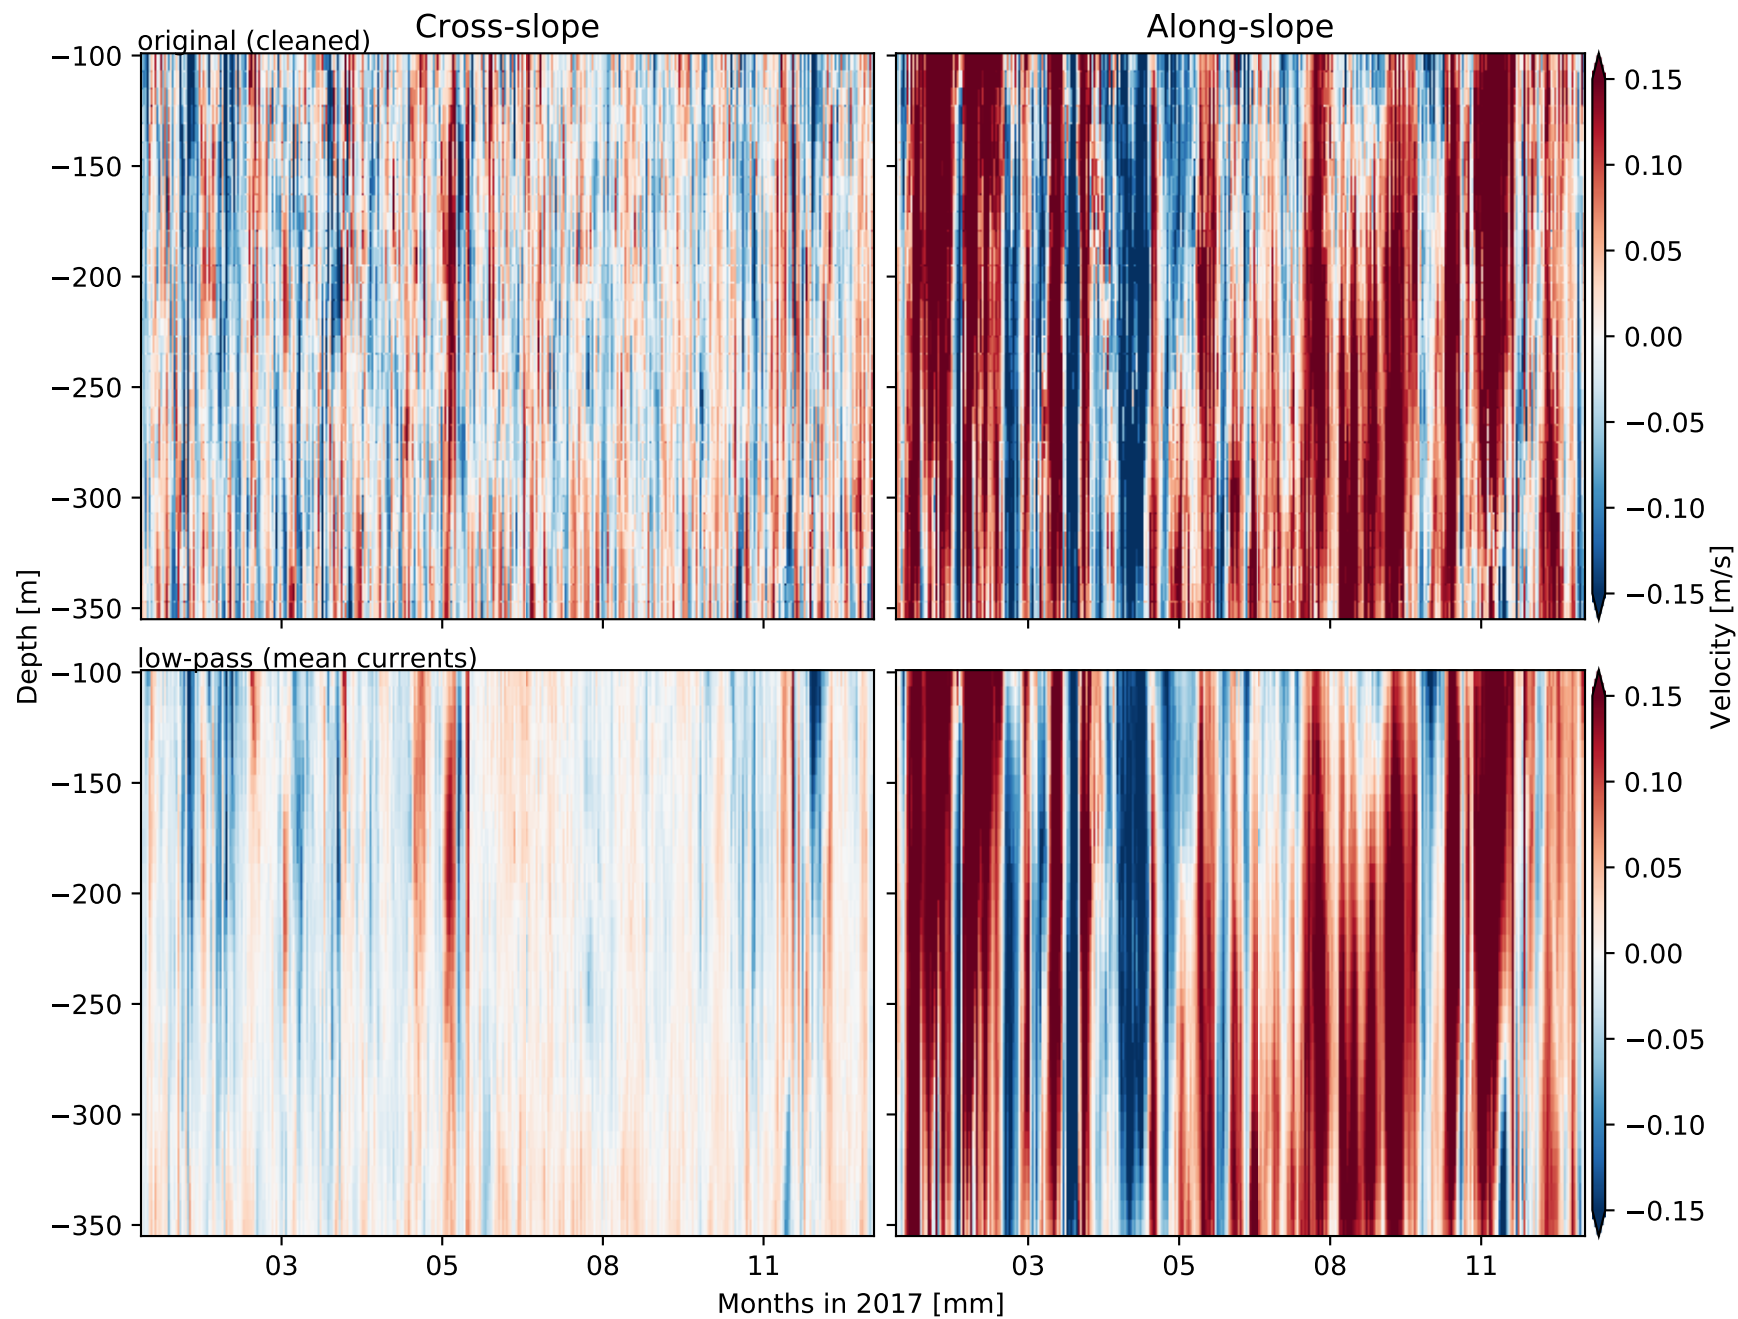 Cross-slope
Along-slope
original (cleaned)
−100
−150
−200
−250
−300
−350
0.15
0.10
0.05
0.00
−0.05
−0.10
−0.15
Depth [m]
Velocity [m/s]
low-pass (mean currents)
−100
−150
−200
−250
−300
−350
0.15
0.10
0.05
0.00
−0.05
−0.10
−0.15
03 05 08 11
03 05 08 11
Months in 2017 [mm]